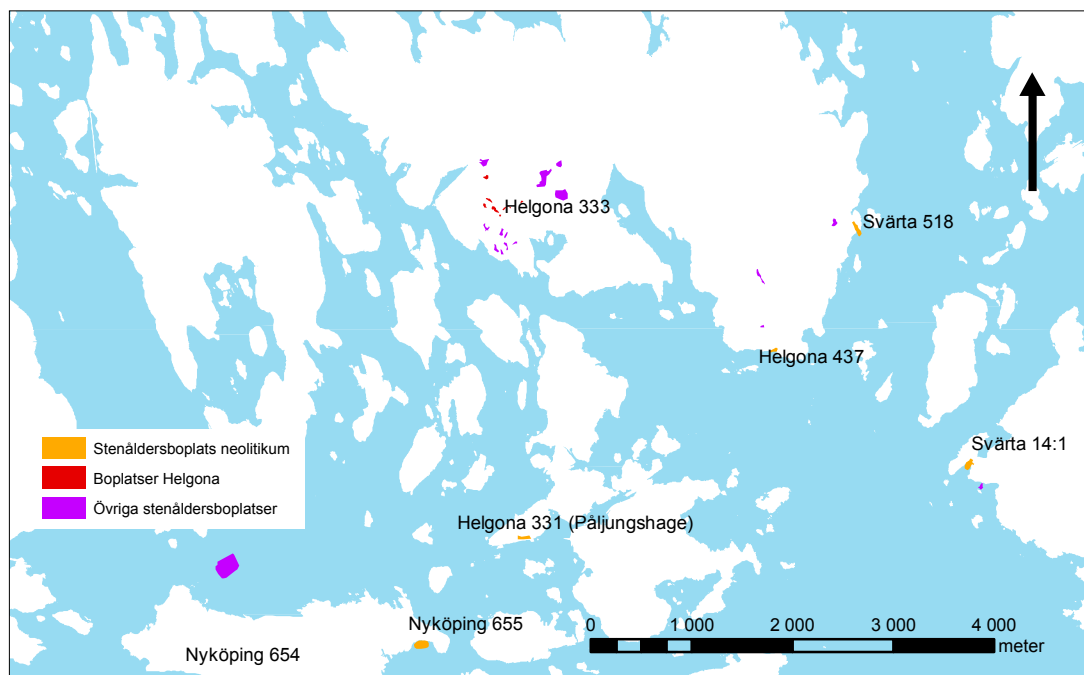 Helgona 333
Svärta 518
Helgona 437
Stenåldersboplats neolitikum
Boplatser Helgona
Övriga stenåldersboplatser
Svärta 14:1
Helgona 331 (Påljungshage)
Nyköping 655
Nyköping 654
0 1 000 2 000 3 000 4 000
meter